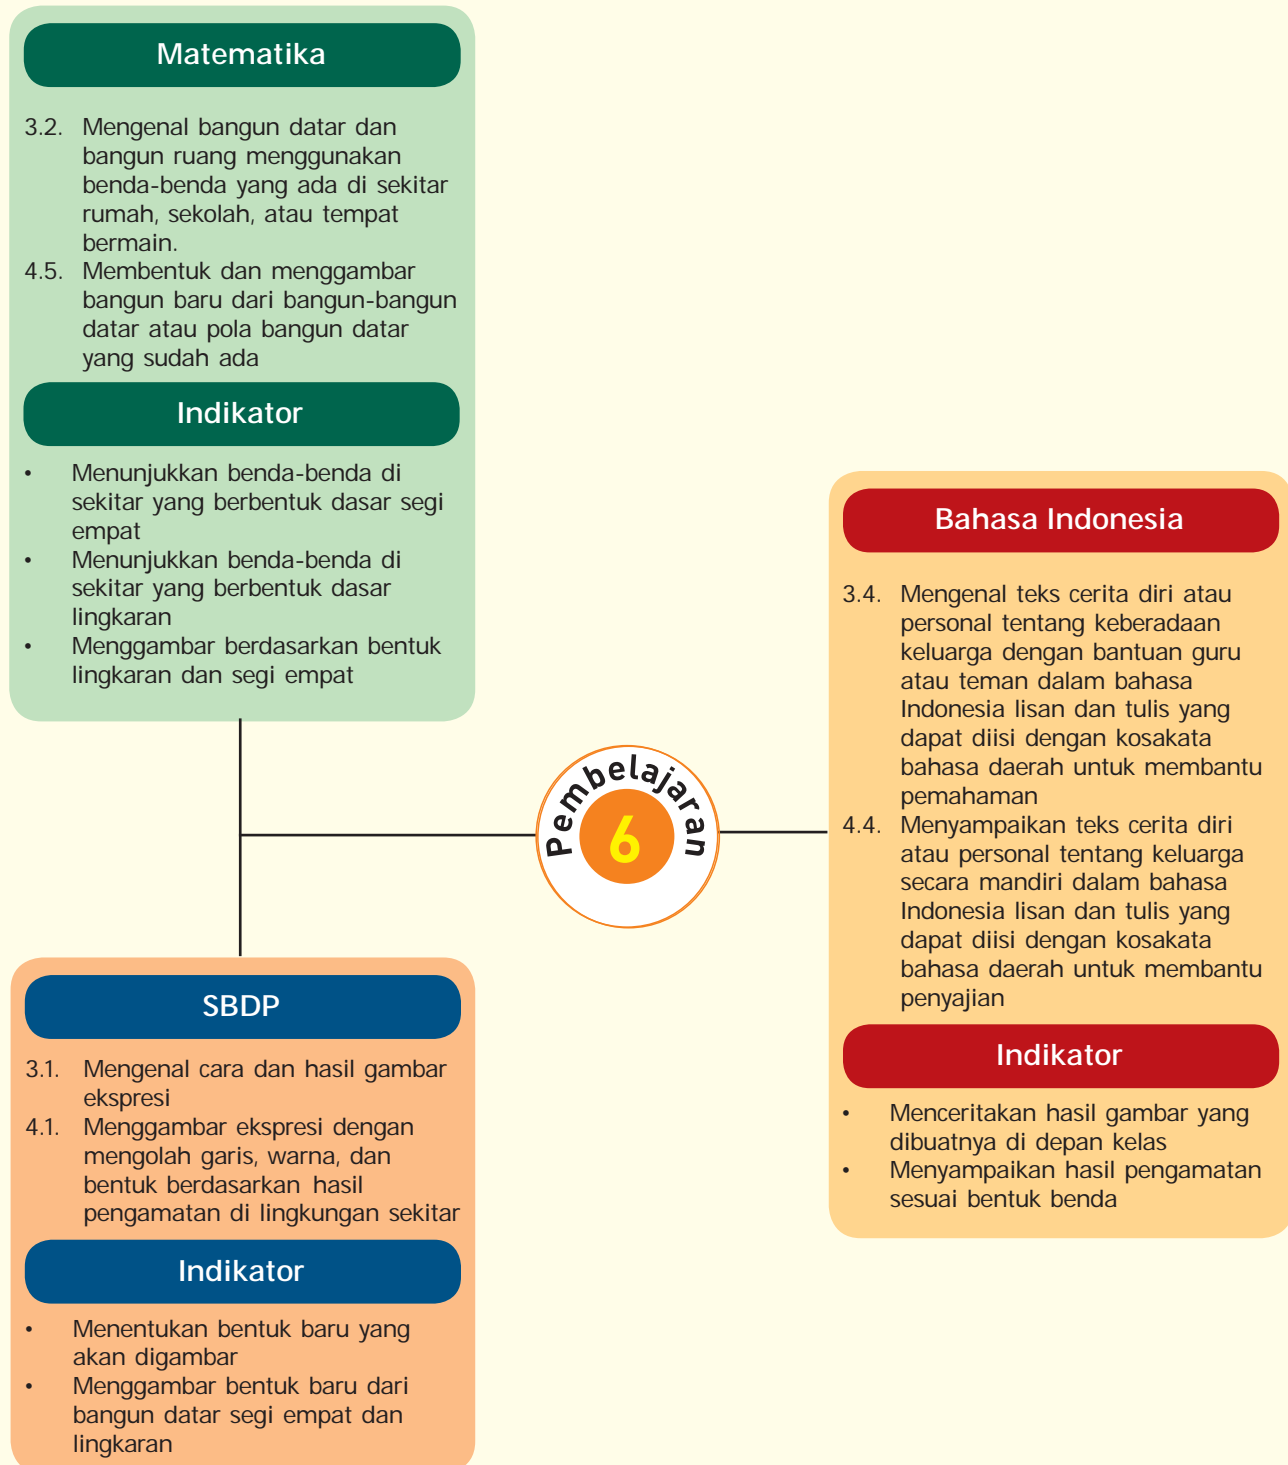 Matematika
3.2. Mengenal bangun datar dan
bangun ruang menggunakan
benda-benda yang ada di sekitar
rumah, sekolah, atau tempat
bermain.
4.5. Membentuk dan menggambar
bangun baru dari bangun-bangun
datar atau pola bangun datar
yang sudah ada
Indikator
• Menunjukkan benda-benda di
sekitar yang berbentuk dasar segi
empat
• Menunjukkan benda-benda di
sekitar yang berbentuk dasar
lingkaran
• Menggambar berdasarkan bentuk
lingkaran dan segi empat
Pembelajaran
6
Bahasa Indonesia
3.4. Mengenal teks cerita diri atau
personal tentang keberadaan
keluarga dengan bantuan guru
atau teman dalam bahasa
Indonesia lisan dan tulis yang
dapat diisi dengan kosakata
bahasa daerah untuk membantu
pemahaman
4.4. Menyampaikan teks cerita diri
atau personal tentang keluarga
secara mandiri dalam bahasa
Indonesia lisan dan tulis yang
dapat diisi dengan kosakata
bahasa daerah untuk membantu
penyajian
Indikator
• Menceritakan hasil gambar yang
dibuatnya di depan kelas
• Menyampaikan hasil pengamatan
sesuai bentuk benda
SBDP
3.1. Mengenal cara dan hasil gambar
ekspresi
4.1. Menggambar ekspresi dengan
mengolah garis, warna, dan
bentuk berdasarkan hasil
pengamatan di lingkungan sekitar
Indikator
• Menentukan bentuk baru yang
akan digambar
• Menggambar bentuk baru dari
bangun datar segi empat dan
lingkaran